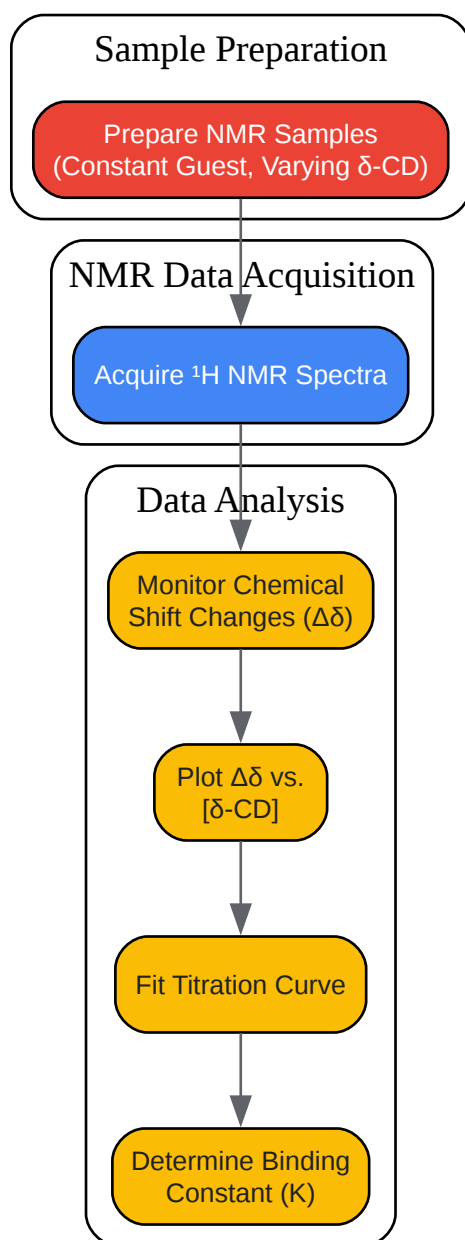 Sample Preparation
Prepare NMR Samples
(Constant Guest, Varying δ-CD)
NMR Data Acquisition
Acquire ¹H NMR Spectra
Data Analysis
Monitor Chemical
Shift Changes (Δδ)
Plot Δδ vs.
[δ-CD]
Fit Titration Curve
Determine Binding
Constant (K)